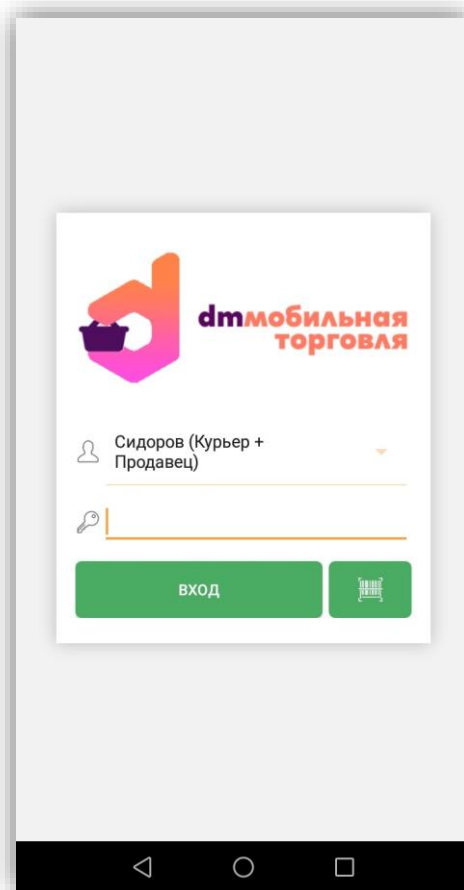 dmмобильная
торговля
Сидоров (Курьер +
Продавец)
вход